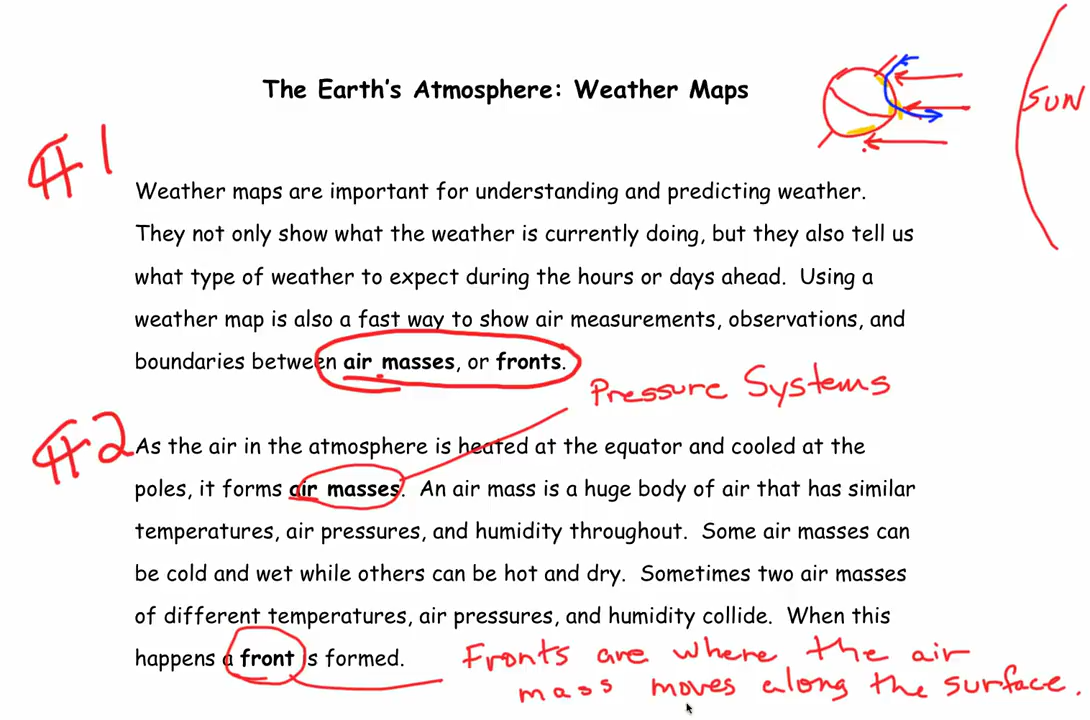 The Earth's Atmosphere: Weather Maps
SUN
#1
Weather maps are important for understanding and predicting weather.
They not only show what the weather is currently doing, but they also tell us
what type of weather to expect during the hours or days ahead. Using a
weather map is also a fast way to show air measurements, observations, and
boundaries between air masses, or fronts.
Pressure Systems
#2
As the air in the atmosphere is heated at the equator and cooled at the
poles, it forms air masses. An air mass is a huge body of air that has similar
temperatures, air pressures, and humidity throughout. Some air masses can
be cold and wet while others can be hot and dry. Sometimes two air masses
of different temperatures, air pressures, and humidity collide. When this
happens a front is formed.
Fronts are where the air
mass moves along the surface.